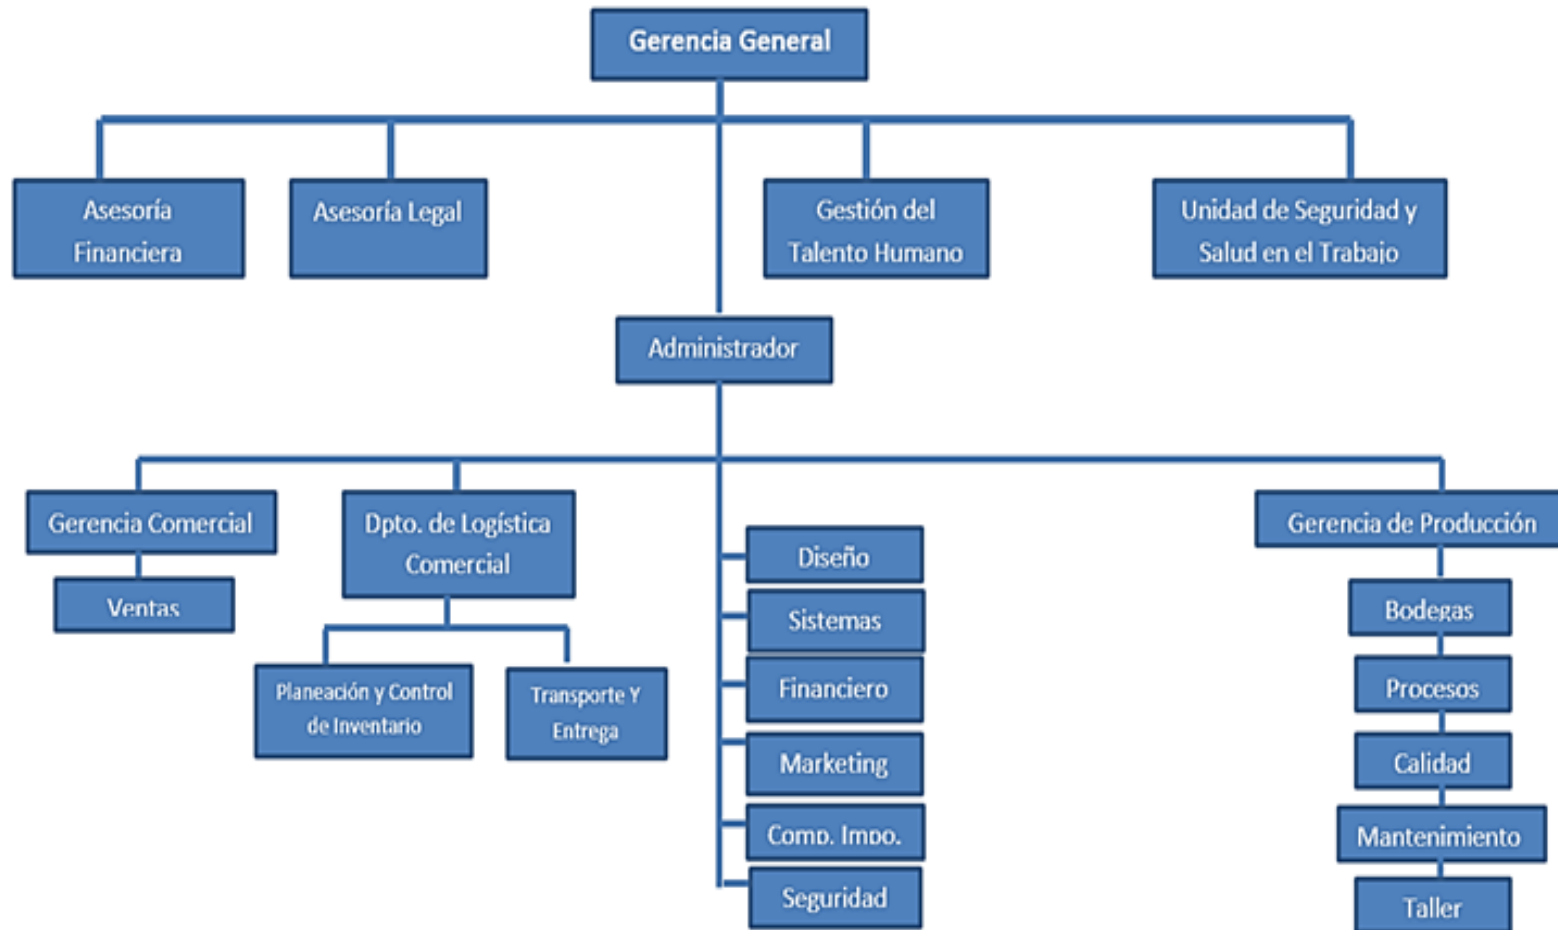 Gerencia General
Asesoría
Financiera
Asesoría Legal
Gestión del
Talento Humano
Unidad de Seguridad y
Salud en el Trabajo
Administrador
Gerencia Comercial
Ventas
Dpto. de Logística
Comercial
Planeación y Control
de Inventario
Transporte Y
Entrega
Diseño
Sistemas
Financiero
Marketing
Comp. Impo.
Seguridad
Gerencia de Producción
Bodegas
Procesos
Calidad
Mantenimiento
Taller